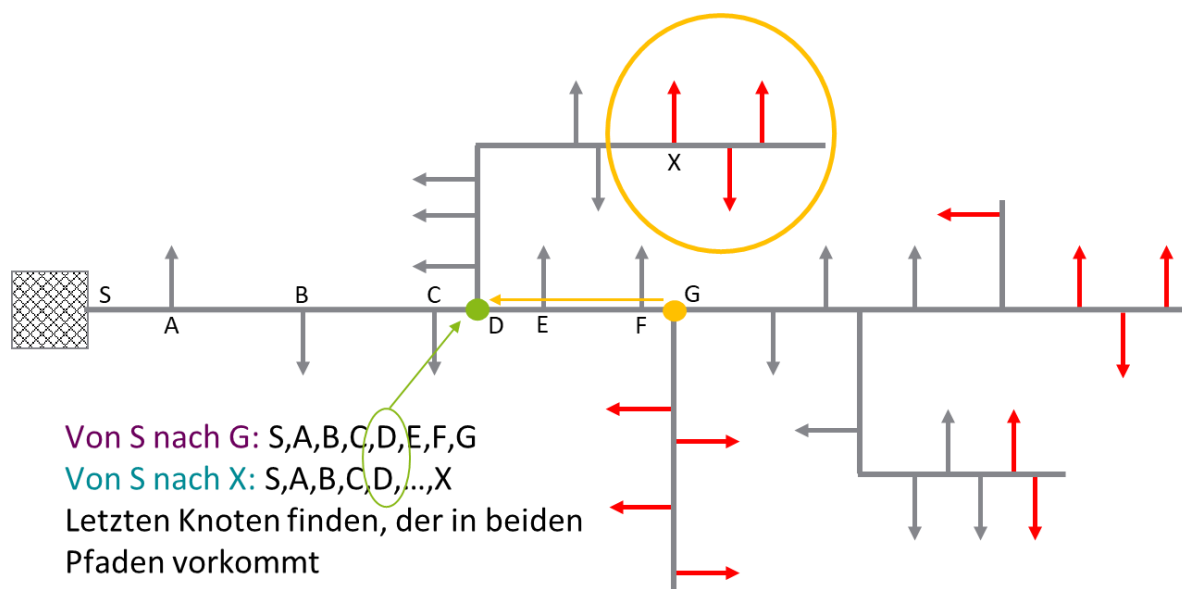 X
S
B
C
G
A
D
E
F
Von S nach G: S,A,B,C,D,E,F,G
Von S nach X: S,A,B,C,D,...,X
Letzten Knoten finden, der in beiden
Pfaden vorkommt